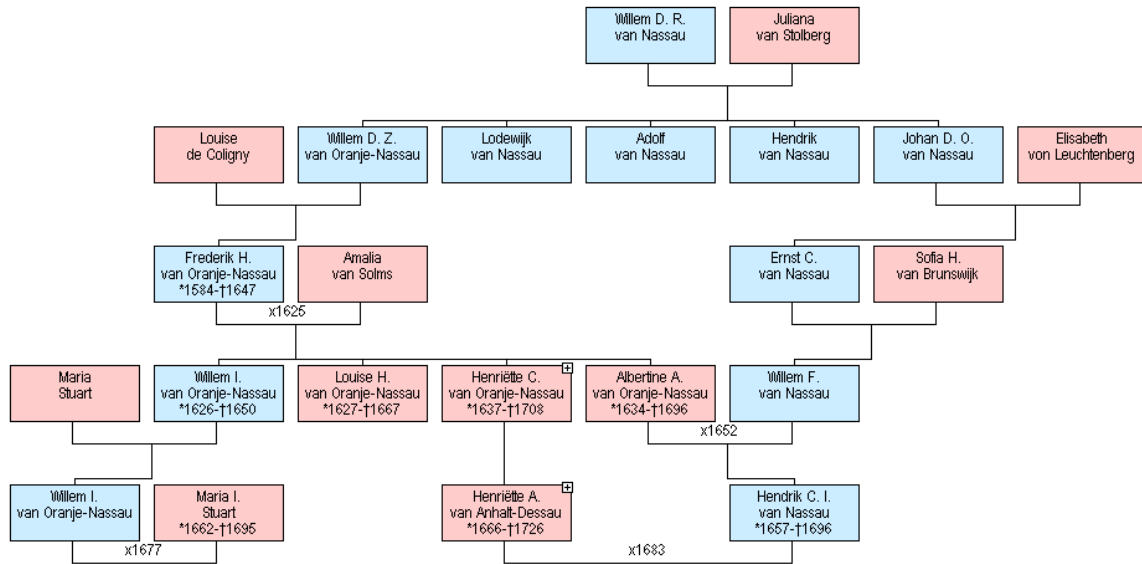 Willem D. R.
van Nassau
Juliana
van Stolberg
Louise
de Coligny
Willem D. Z.
van Oranje-Nassau
Lodewijk
van Nassau
Adolf
van Nassau
Hendrik
van Nassau
Johan D. O.
van Nassau
Elisabeth
von Leuchtenberg
Frederik H.
van Oranje-Nassau
*1584-†1647
Amalia
van Solms
Ernst C.
van Nassau
Sofia H.
van Brunswijk
x1625
Maria
Stuart
Willem I.
van Oranje-Nassau
*1626-†1650
Louise H.
van Oranje-Nassau
*1627-†1667
Henriëtte C.
van Oranje-Nassau
*1637-†1708
Albertine A.
van Oranje-Nassau
*1634-†1696
Willem F.
van Nassau
x1652
Willem I.
van Oranje-Nassau
Maria I.
Stuart
*1662-†1695
Henriëtte A.
van Anhalt-Dessau
*1666-†1726
Hendrik C. I.
van Nassau
*1657-†1696
x1677
x1683